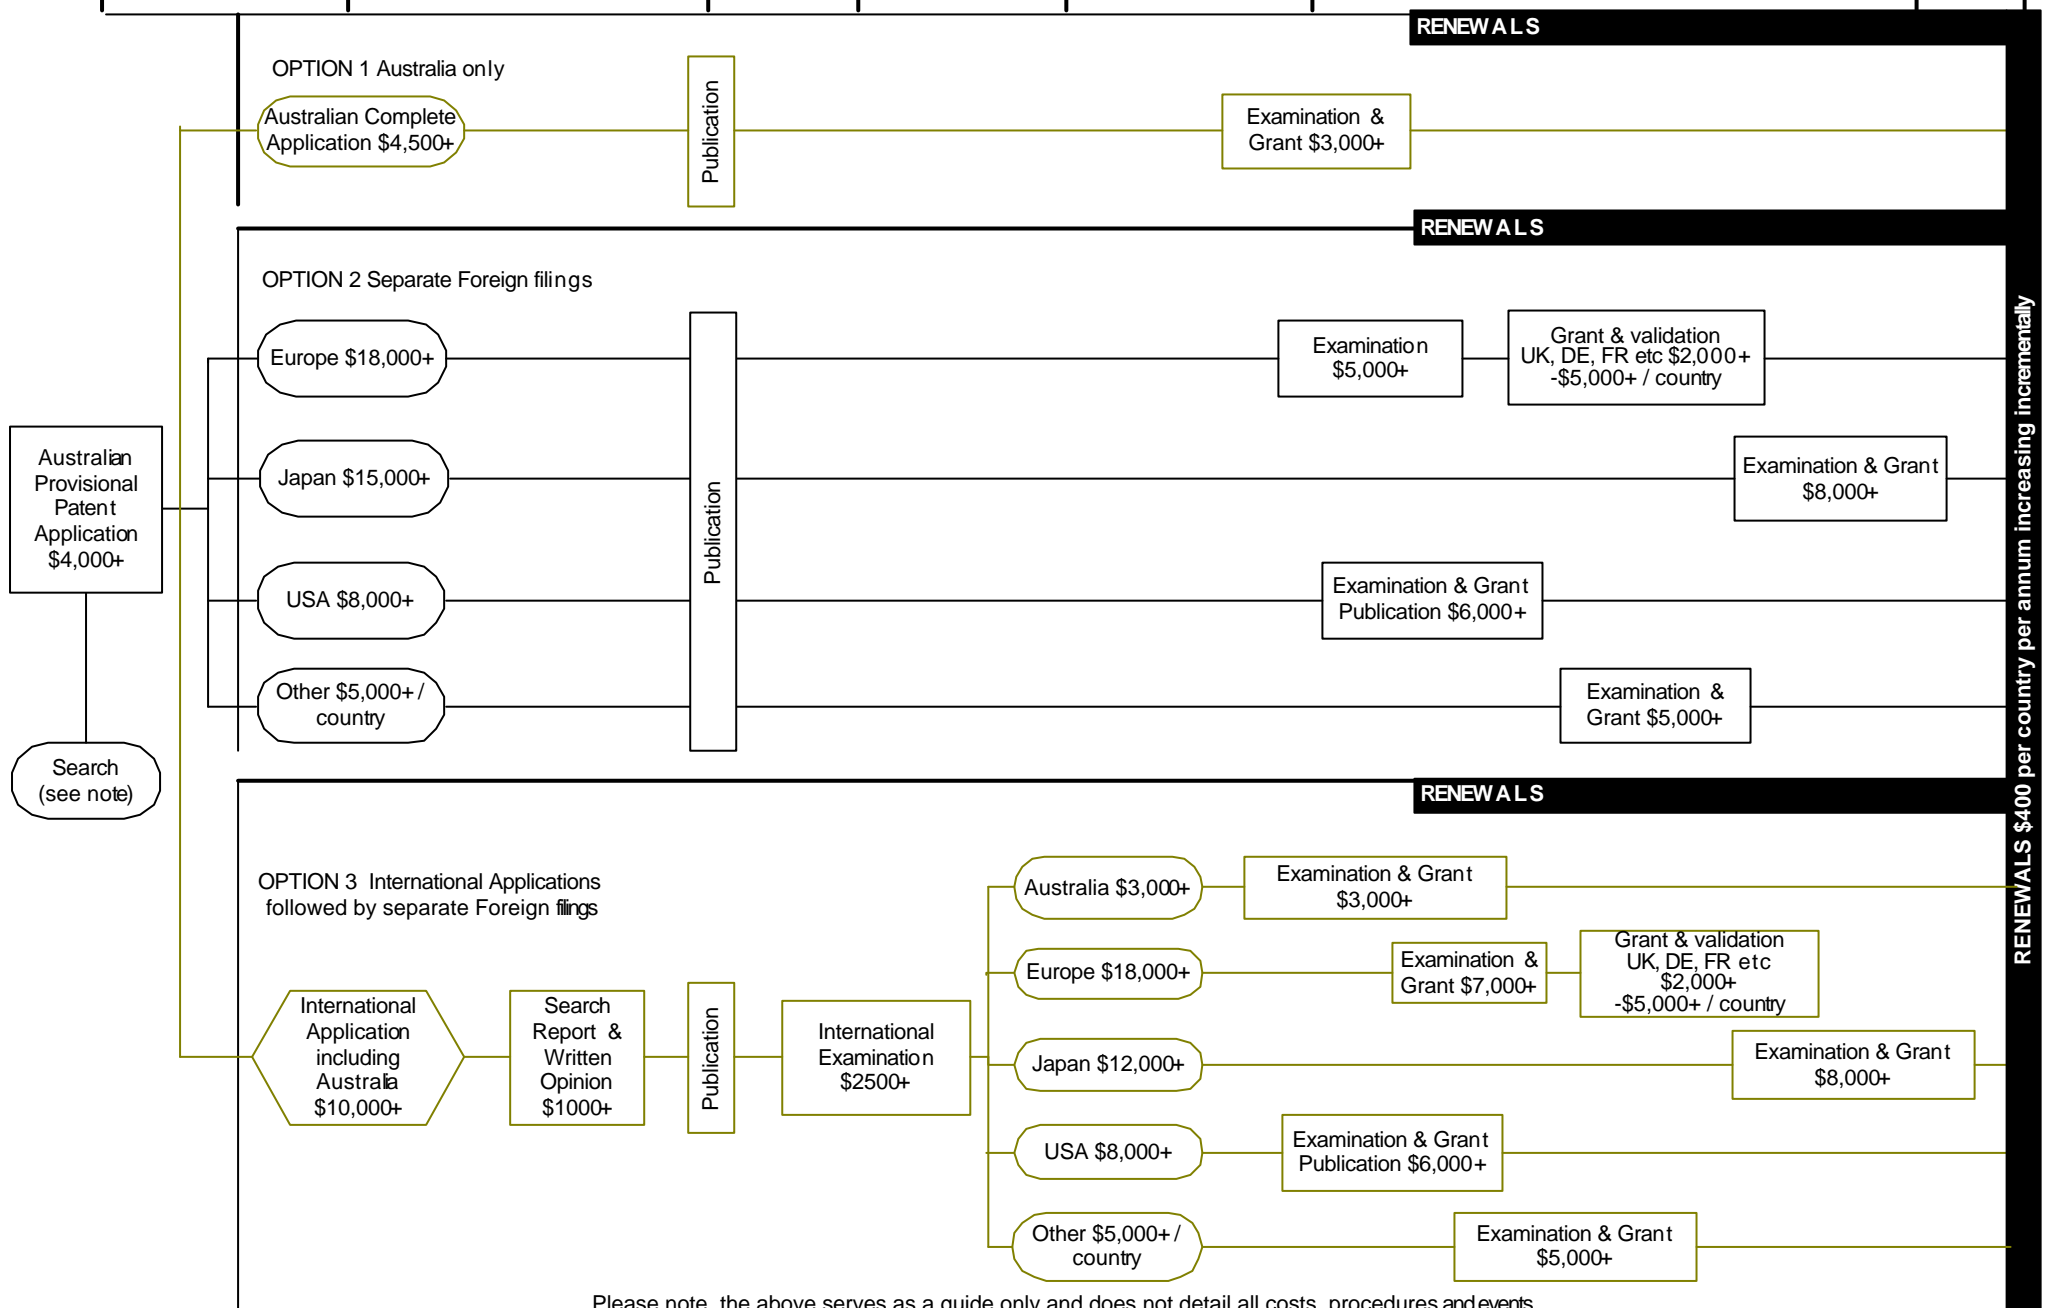 RENEWALS
OPTION 1 Australia only
Australian Complete
Application $4,500+
Publication
Examination &
Grant $3,000+
RENEWALS
OPTION 2 Separate Foreign filings
Europe $18,000+
Examination
$5,000+
Grant & validation
UK, DE, FR etc $2,000+
-$5,000+ / country
Australian
Provisional
Patent
Application
$4,000+
Japan $15,000+
Examination & Grant
$8,000+
Publication
USA $8,000+
Examination & Grant
Publication $6,000+
Other $5,000+ /
country
Examination &
Grant $5,000+
Search
(see note)
RENEWALS $400 per country per annum increasing incrementally
RENEWALS
OPTION 3 International Applications
followed by separate Foreign filings
International
Application
including
Australia
$10,000+
Search
Report &
Written
Opinion
$1000+
Publication
International
Examination
$2500+
Australia $3,000+
Examination & Grant
$3,000+
Europe $18,000+
Examination &
Grant $7,000+
Grant & validation
UK, DE, FR etc
$2,000+
-$5,000+ / country
Japan $12,000+
Examination & Grant
$8,000+
USA $8,000+
Examination & Grant
Publication $6,000+
Other $5,000+ /
country
Examination & Grant
$5,000+
Please note, the above serves as a guide only and does not detail all costs, procedures and events